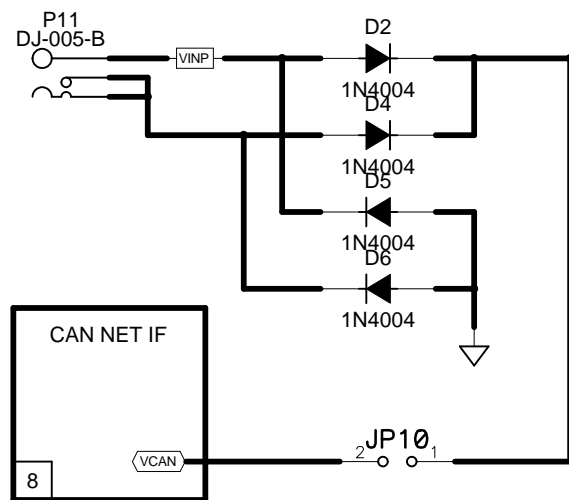 P11
DJ-005-B
VINP
D2
1N4004
D4
1N4004
D5
1N4004
D6
1N4004
CAN NET IF
VCAN
8
JP10
2
1